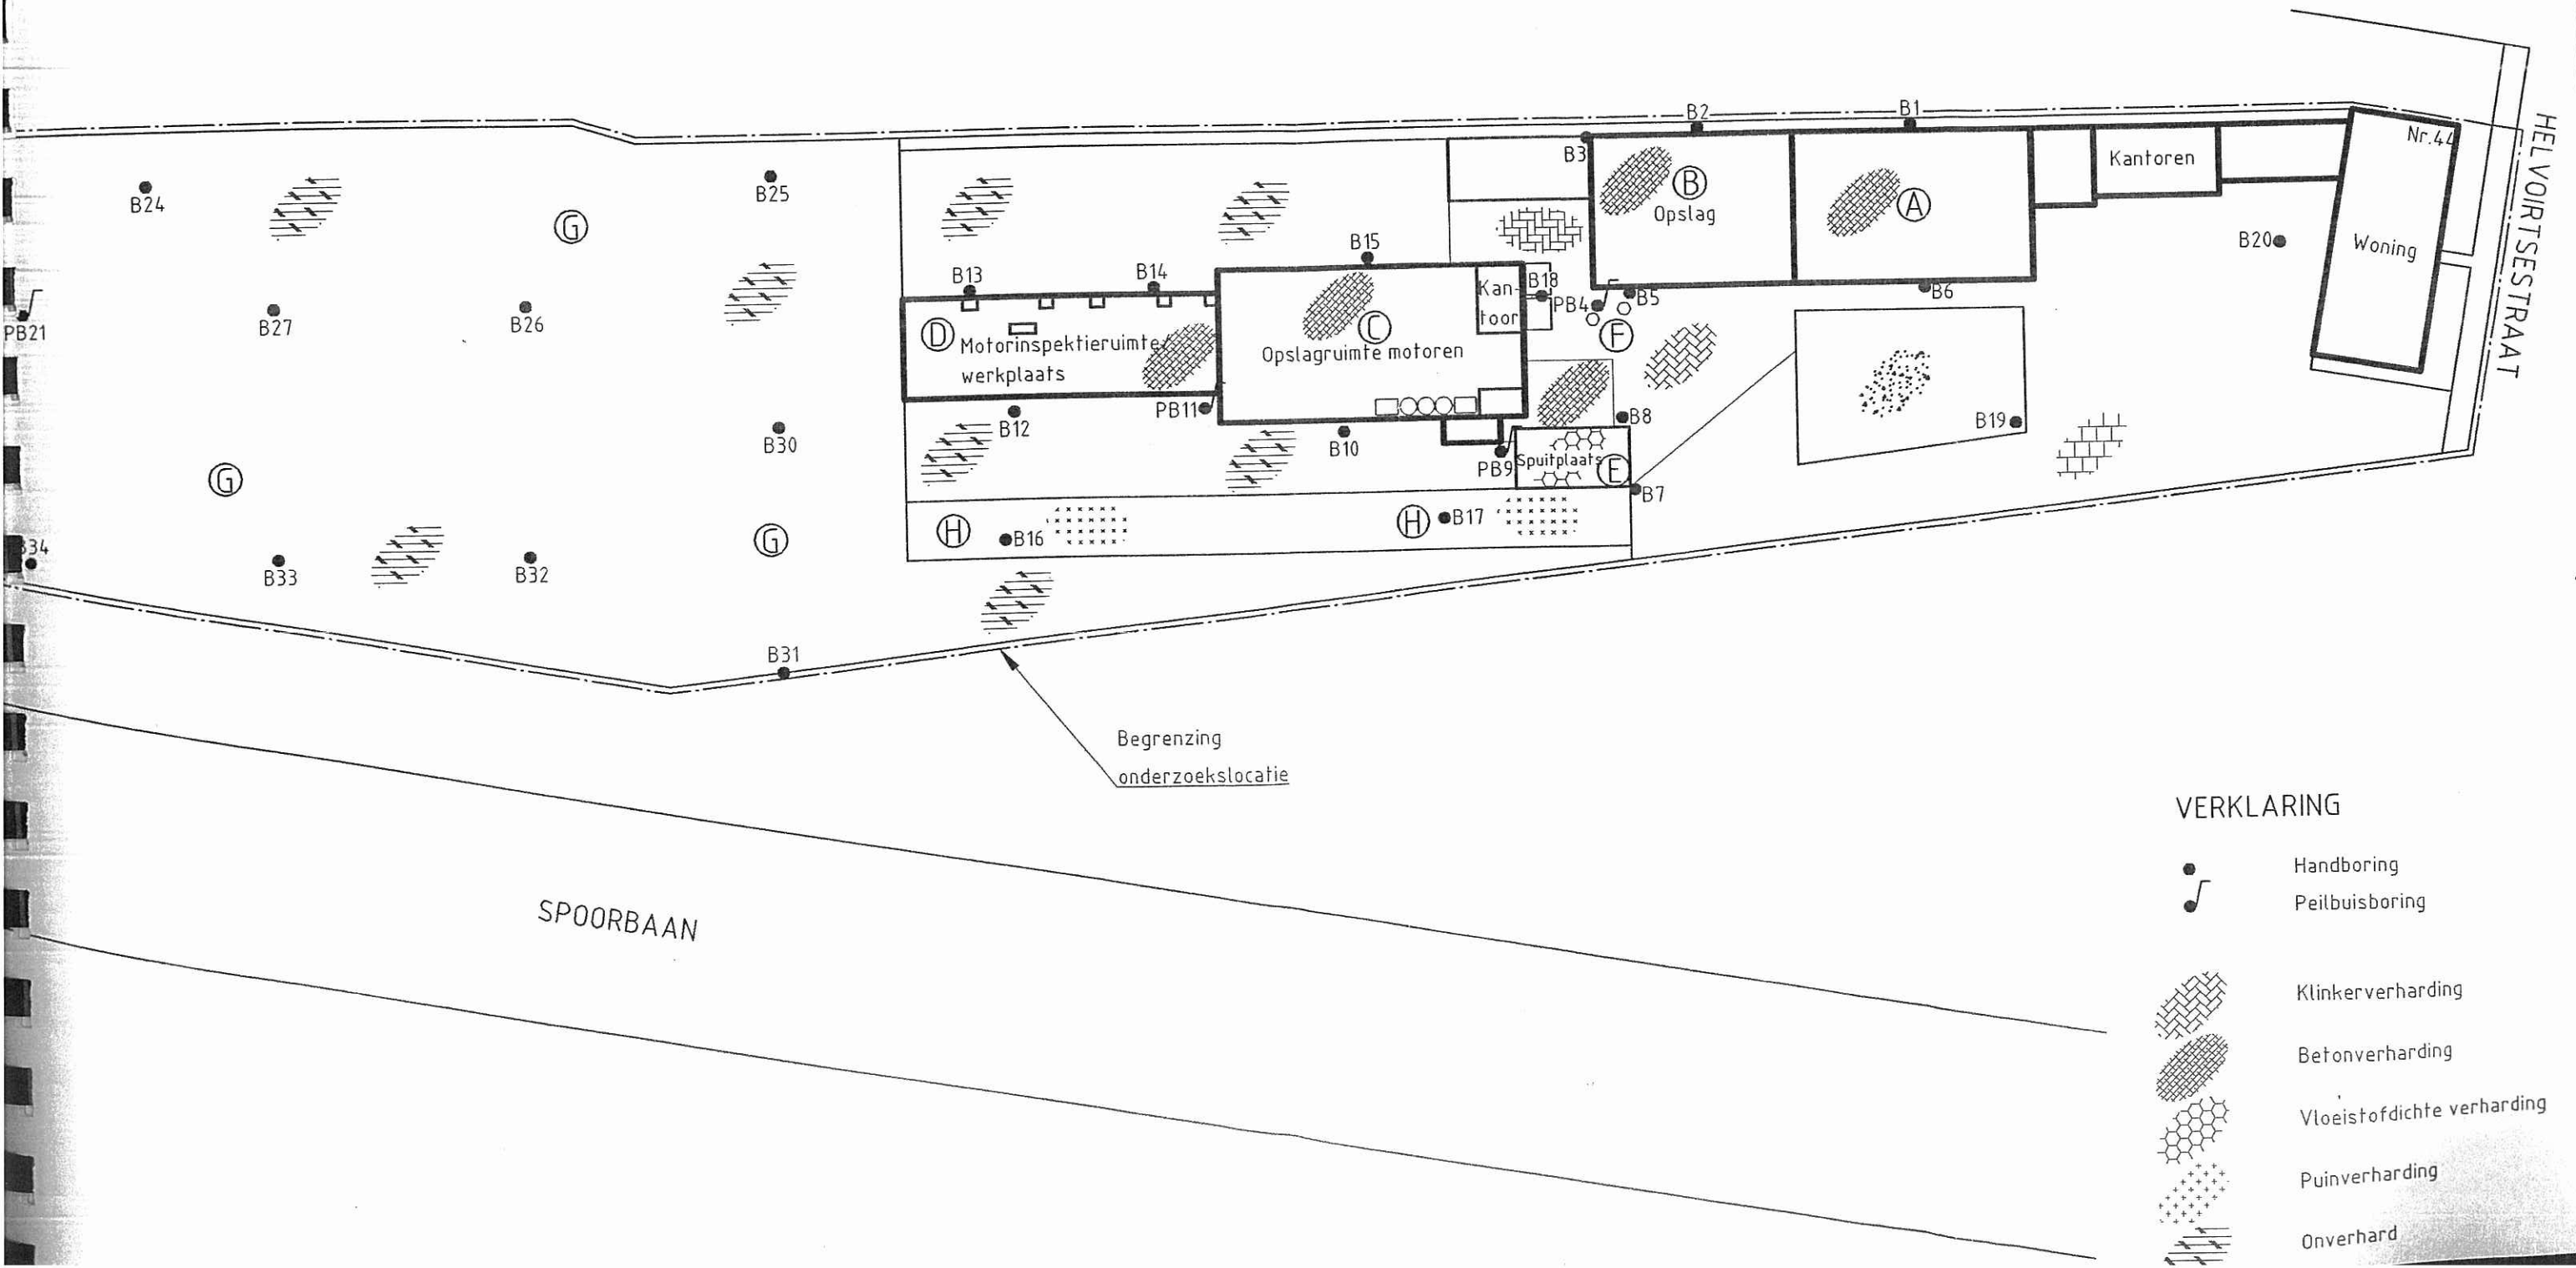 B2
B1
HELVOIRTSESTRAAT
Nr.44
B3
Kantoren
B24
B25
G
B
Opslag
A
B20
Woning
B15
B13
B14
B18
Kan-
toor
PB4
B5
B6
PB21
B27
B26
D
Motorinspektieruimte/
werkplaats
C
Opslagruimte motoren
F
PB11
B12
B30
B10
B8
B19
PB9
Spuitplaats
E
G
B7
H
B16
H
B17
G
B34
B33
B32
B31
Begrenzing
onderzoekslocatie
SPOORBAAN
VERKLARING
Handboring
Peilbuisboring
Klinkerverharding
Betonverharding
Vloeistofdichte verharding
Puinverharding
Onverhard